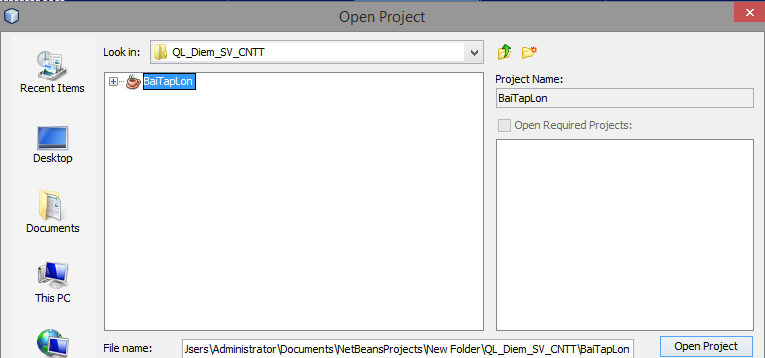 Open Project
Look in:
QL_Diem_SV_CNTT
Recent Items
Desktop
Documents
This PC
BaiTapLon
Project Name:
BaiTapLon
Open Required Projects:
File name:
Jsers\Administrator\Documents\NetBeansProjects\New Folder\QL_Diem_SV_CNTT\BaiTapLon
Open Project